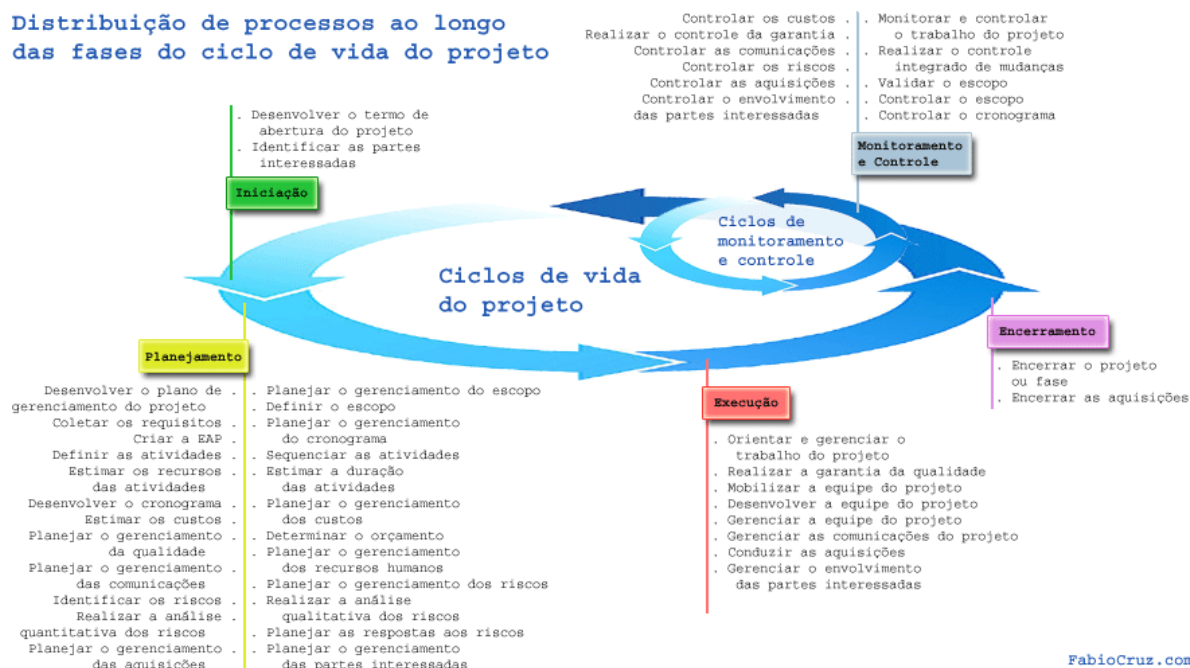 Distribuição de processos ao longo
das fases do ciclo de vida do projeto
Controlar os custos .
Realizar o controle da garantia .
Controlar as comunicações .
Controlar os riscos .
Controlar as aquisições .
Controlar o envolvimento .
das partes interessadas
. Monitorar e controlar
o trabalho do projeto
. Realizar o controle
integrado de mudanças
. Validar o escopo
. Controlar o escopo
. Controlar o cronograma
Monitoramento
e Controle
. Desenvolver o termo de
abertura do projeto
. Identificar as partes
interessadas
Iniciação
Ciclos de
monitoramento
e controle
Ciclos de vida
do projeto
Encerramento
. Encerrar o projeto
ou fase
. Encerrar as aquisições
Planejamento
Desenvolver o plano de .
gerenciamento do projeto
Coletar os requisitos .
Criar a EAP .
Definir as atividades .
Estimar os recursos .
das atividades
Desenvolver o cronograma .
Estimar os custos .
Planejar o gerenciamento .
da qualidade
Planejar o gerenciamento .
das comunicações
Identificar os riscos .
Realizar a análise .
quantitativa dos riscos
Planejar o gerenciamento .
das aquisições
. Planejar o gerenciamento do escopo
. Definir o escopo
. Planejar o gerenciamento
do cronograma
. Sequenciar as atividades
. Estimar a duração
das atividades
. Planejar o gerenciamento
dos custos
. Determinar o orçamento
. Planejar o gerenciamento
dos recursos humanos
. Planejar o gerenciamento dos riscos
. Realizar a análise
qualitativa dos riscos
. Planejar as respostas aos riscos
. Planejar o gerenciamento
das partes interessadas
Execução
. Orientar e gerenciar o
trabalho do projeto
. Realizar a garantia da qualidade
. Mobilizar a equipe do projeto
. Desenvolver a equipe do projeto
. Gerenciar a equipe do projeto
. Gerenciar as comunicações do projeto
. Conduzir as aquisições
. Gerenciar o envolvimento
das partes interessadas
FabioCruz.com